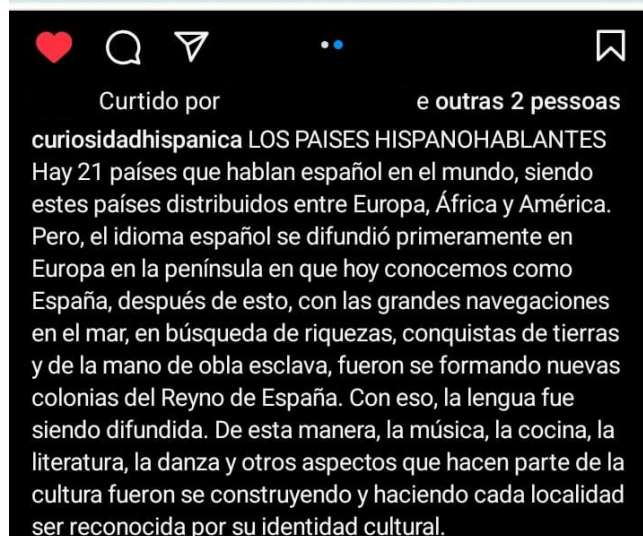 Curtido por e outras 2 pessoas
curiosidadhispanica LOS PAISES HISPANOHABLANTES
Hay 21 países que hablan español en el mundo, siendo
estes países distribuidos entre Europa, África y América.
Pero, el idioma español se difundió primeramente en
Europa en la península en que hoy conocemos como
España, después de esto, con las grandes navegaciones
en el mar, en búsqueda de riquezas, conquistas de tierras
y de la mano de obla esclava, fueron se formando nuevas
colonias del Reyno de España. Con eso, la lengua fue
siendo difundida. De esta manera, la música, la cocina, la
literatura, la danza y otros aspectos que hacen parte de la
cultura fueron se construyendo y haciendo cada localidad
ser reconocida por su identidad cultural.